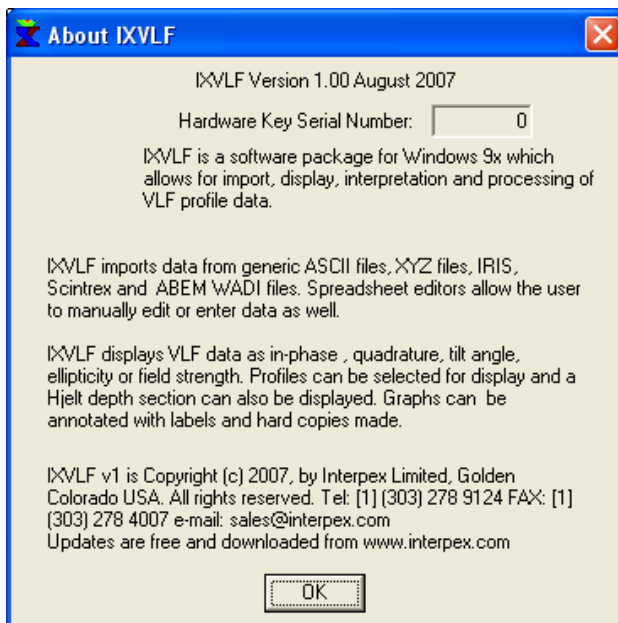 About IXVLF
IXVLF Version 1.00 August 2007
Hardware Key Serial Number: 0
IXVLF is a software package for Windows 9x which
allows for import, display, interpretation and processing of
VLF profile data.
IXVLF imports data from generic ASCII files, XYZ files, IRIS,
Scintrex and ABEM WADI files. Spreadsheet editors allow the user
to manually edit or enter data as well.
IXVLF displays VLF data as in-phase , quadrature, tilt angle,
ellipticity or field strength. Profiles can be selected for display and a
Hjelt depth section can also be displayed. Graphs can be
annotated with labels and hard copies made.
IXVLF v1 is Copyright (c) 2007, by Interpex Limited, Golden
Colorado USA. All rights reserved. Tel: [1] (303) 278 9124 FAX: [1]
(303) 278 4007 e-mail: sales@interpex.com
Updates are free and downloaded from www.interpex.com
OK